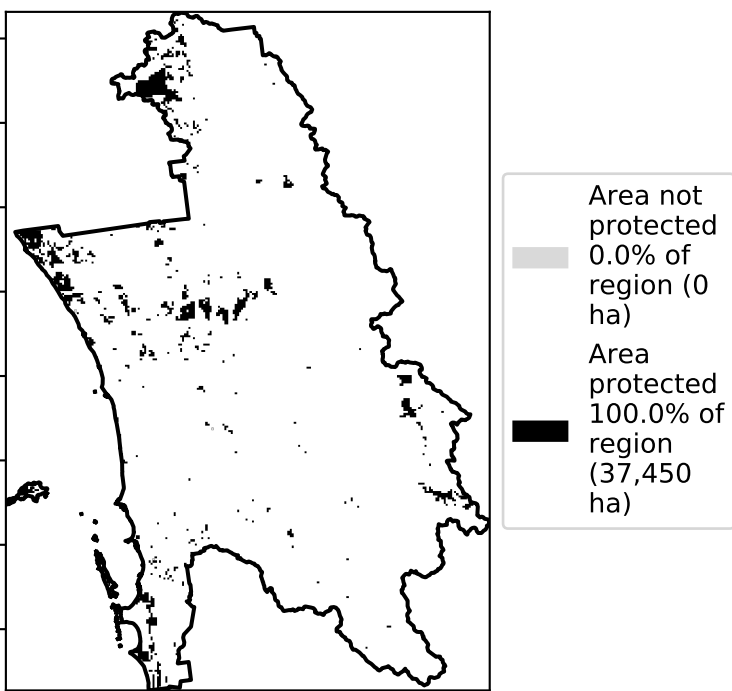 Area not
protected
0.0% of
region (0
ha)
Area
protected
100.0% of
region
(37,450
ha)